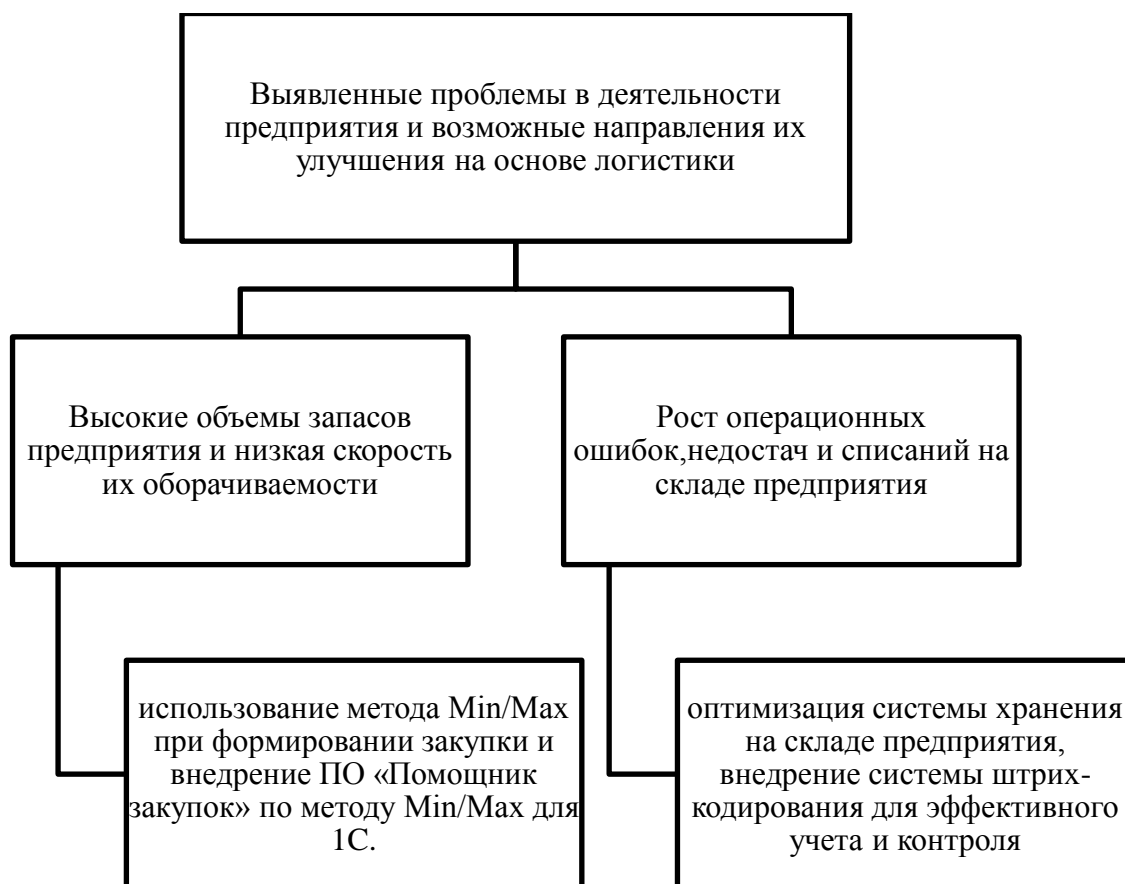 Выявленные проблемы в деятельности
предприятия и возможные направления их
улучшения на основе логистики
Высокие объемы запасов
предприятия и низкая скорость
их оборачиваемости
Рост операционных
ошибок,недостач и списаний на
складе предприятия
использование метода Min/Max
при формировании закупки и
внедрение ПО «Помощник
закупок» по методу Min/Max для
1С.
оптимизация системы хранения
на складе предприятия,
внедрение системы штрих-
кодирования для эффективного
учета и контроля